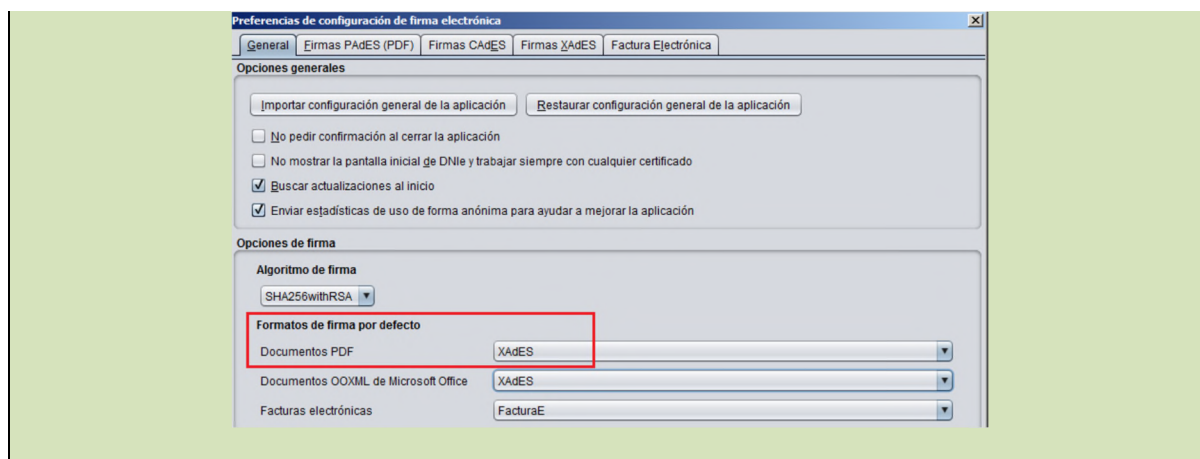 Preferencias de configuración de firma electrónica
General Firmas PAdES (PDF) Firmas CAdES Firmas XAdES Factura Electrónica
Opciones generales
Importar configuración general de la aplicación Restaurar configuración general de la aplicación
No pedir confirmación al cerrar la aplicación
No mostrar la pantalla inicial de DNIe y trabajar siempre con cualquier certificado
Buscar actualizaciones al inicio
Enviar estadísticas de uso de forma anónima para ayudar a mejorar la aplicación
Opciones de firma
Algoritmo de firma
SHA256withRSA
Formatos de firma por defecto
Documentos PDF XAdES
Documentos OOXML de Microsoft Office XAdES
Facturas electrónicas FacturaE